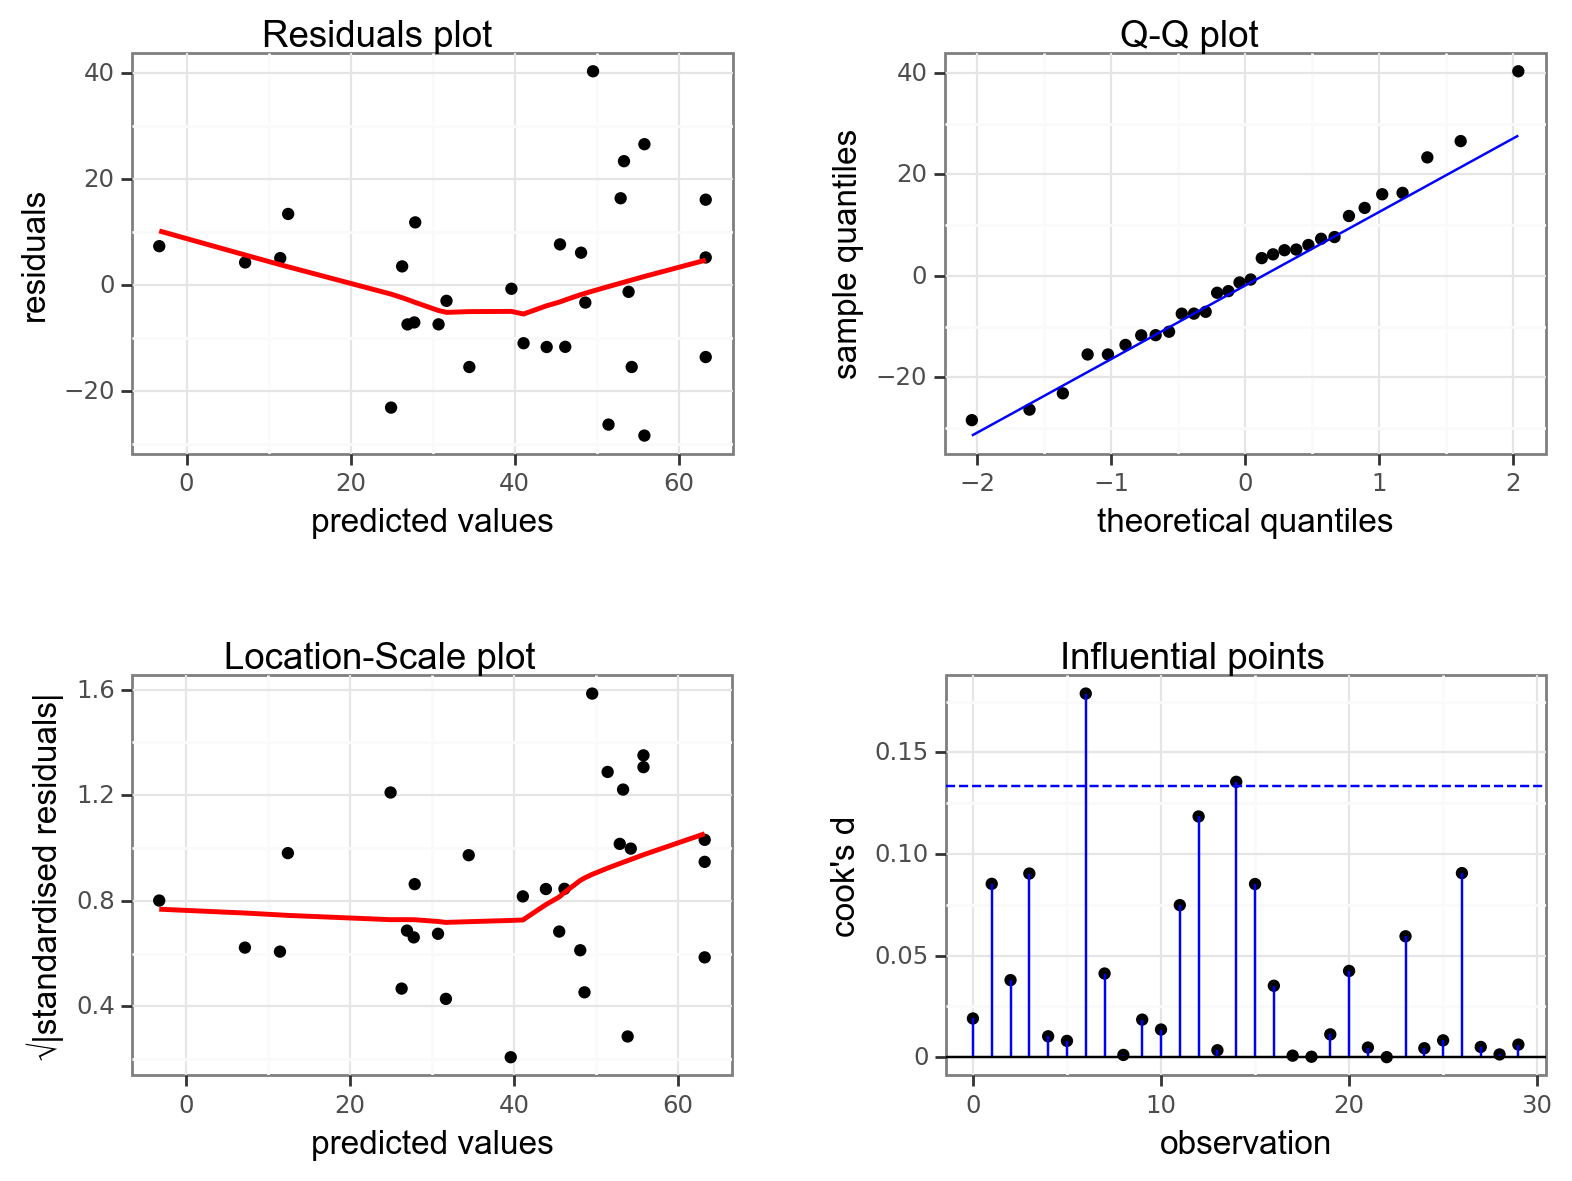 Residuals plot
40
20
0
−20
residuals
0
20
40
60
predicted values
Q-Q plot
40
20
0
−20
sample quantiles
−2
−1
0
1
2
theoretical quantiles
Location-Scale plot
1.6
1.2
0.8
0.4
√|standardised residuals|
0
20
40
60
predicted values
Influential points
0.15
0.10
0.05
0
cook's d
0
10
20
30
observation